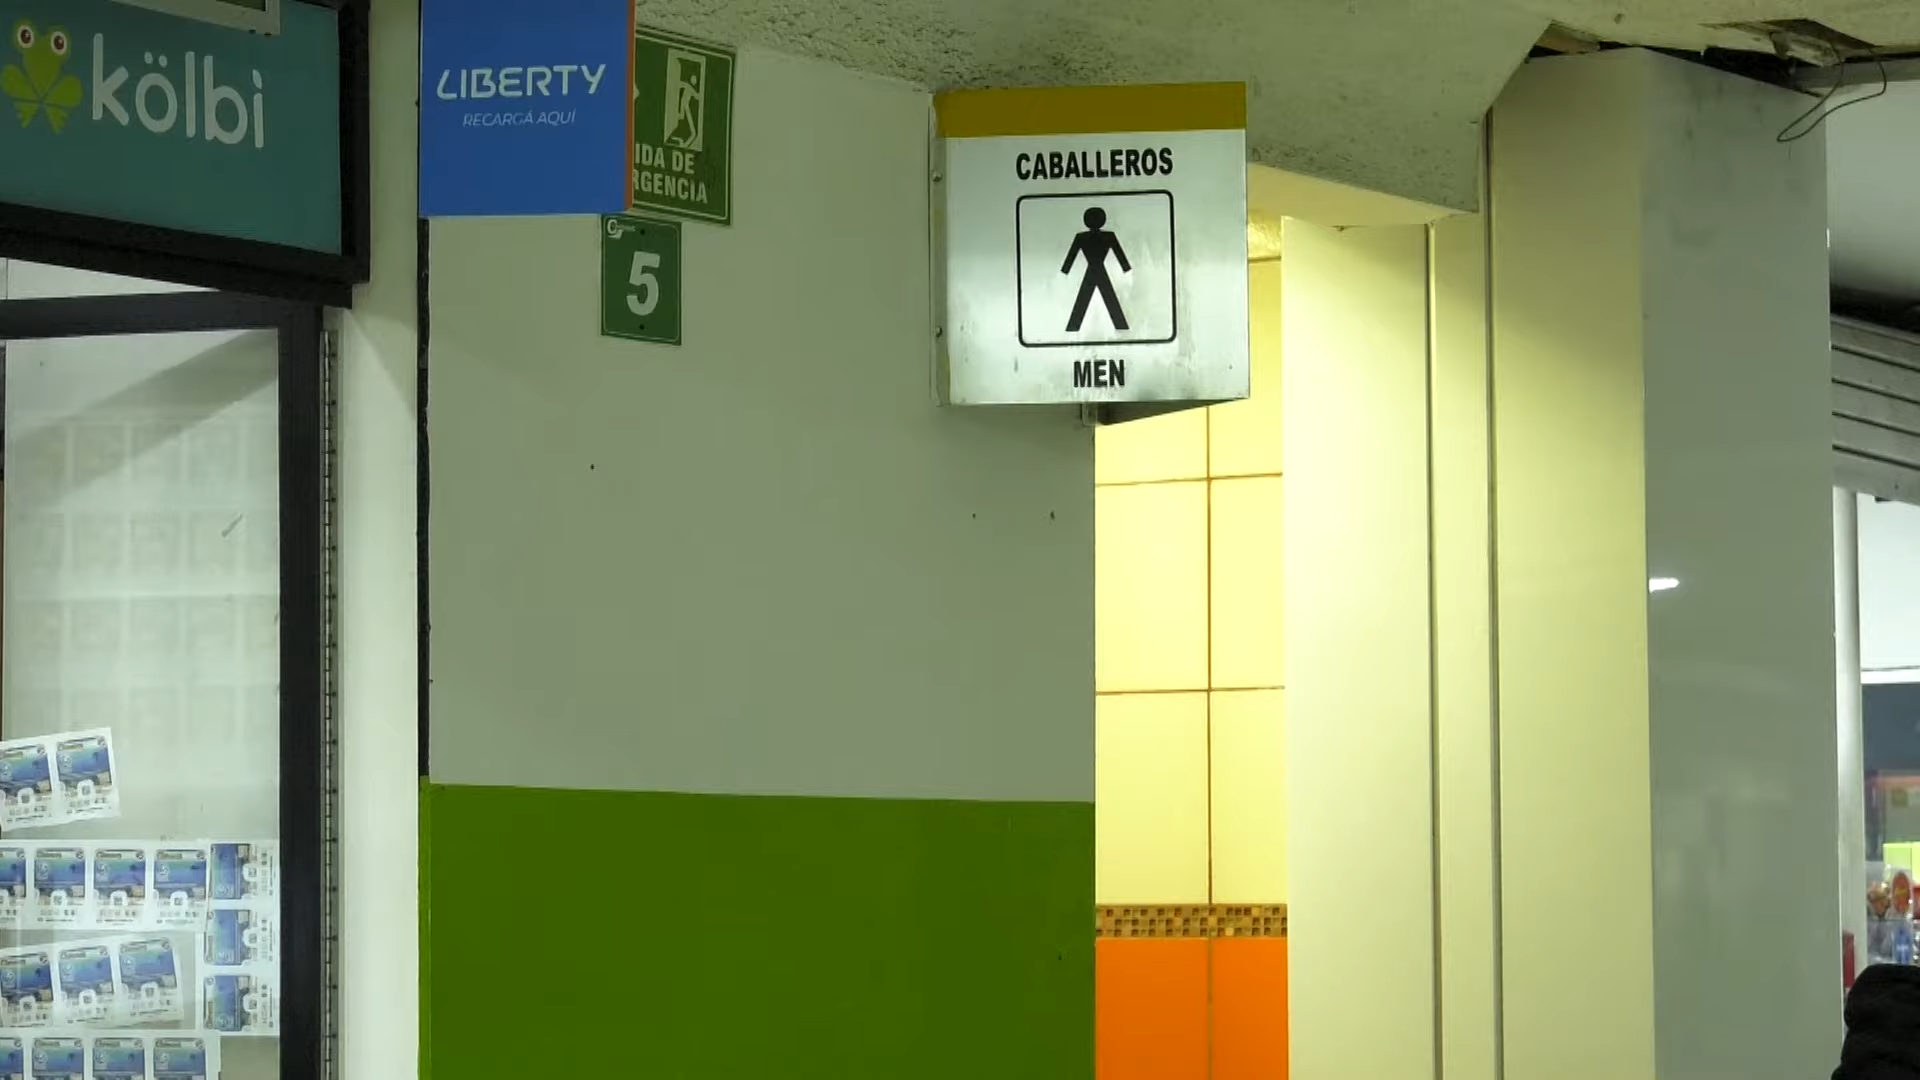 kölbi
LIBERTY
RECARGÁ AQUÍ
IDA DE
RGENCIA
5
CABALLEROS
MEN